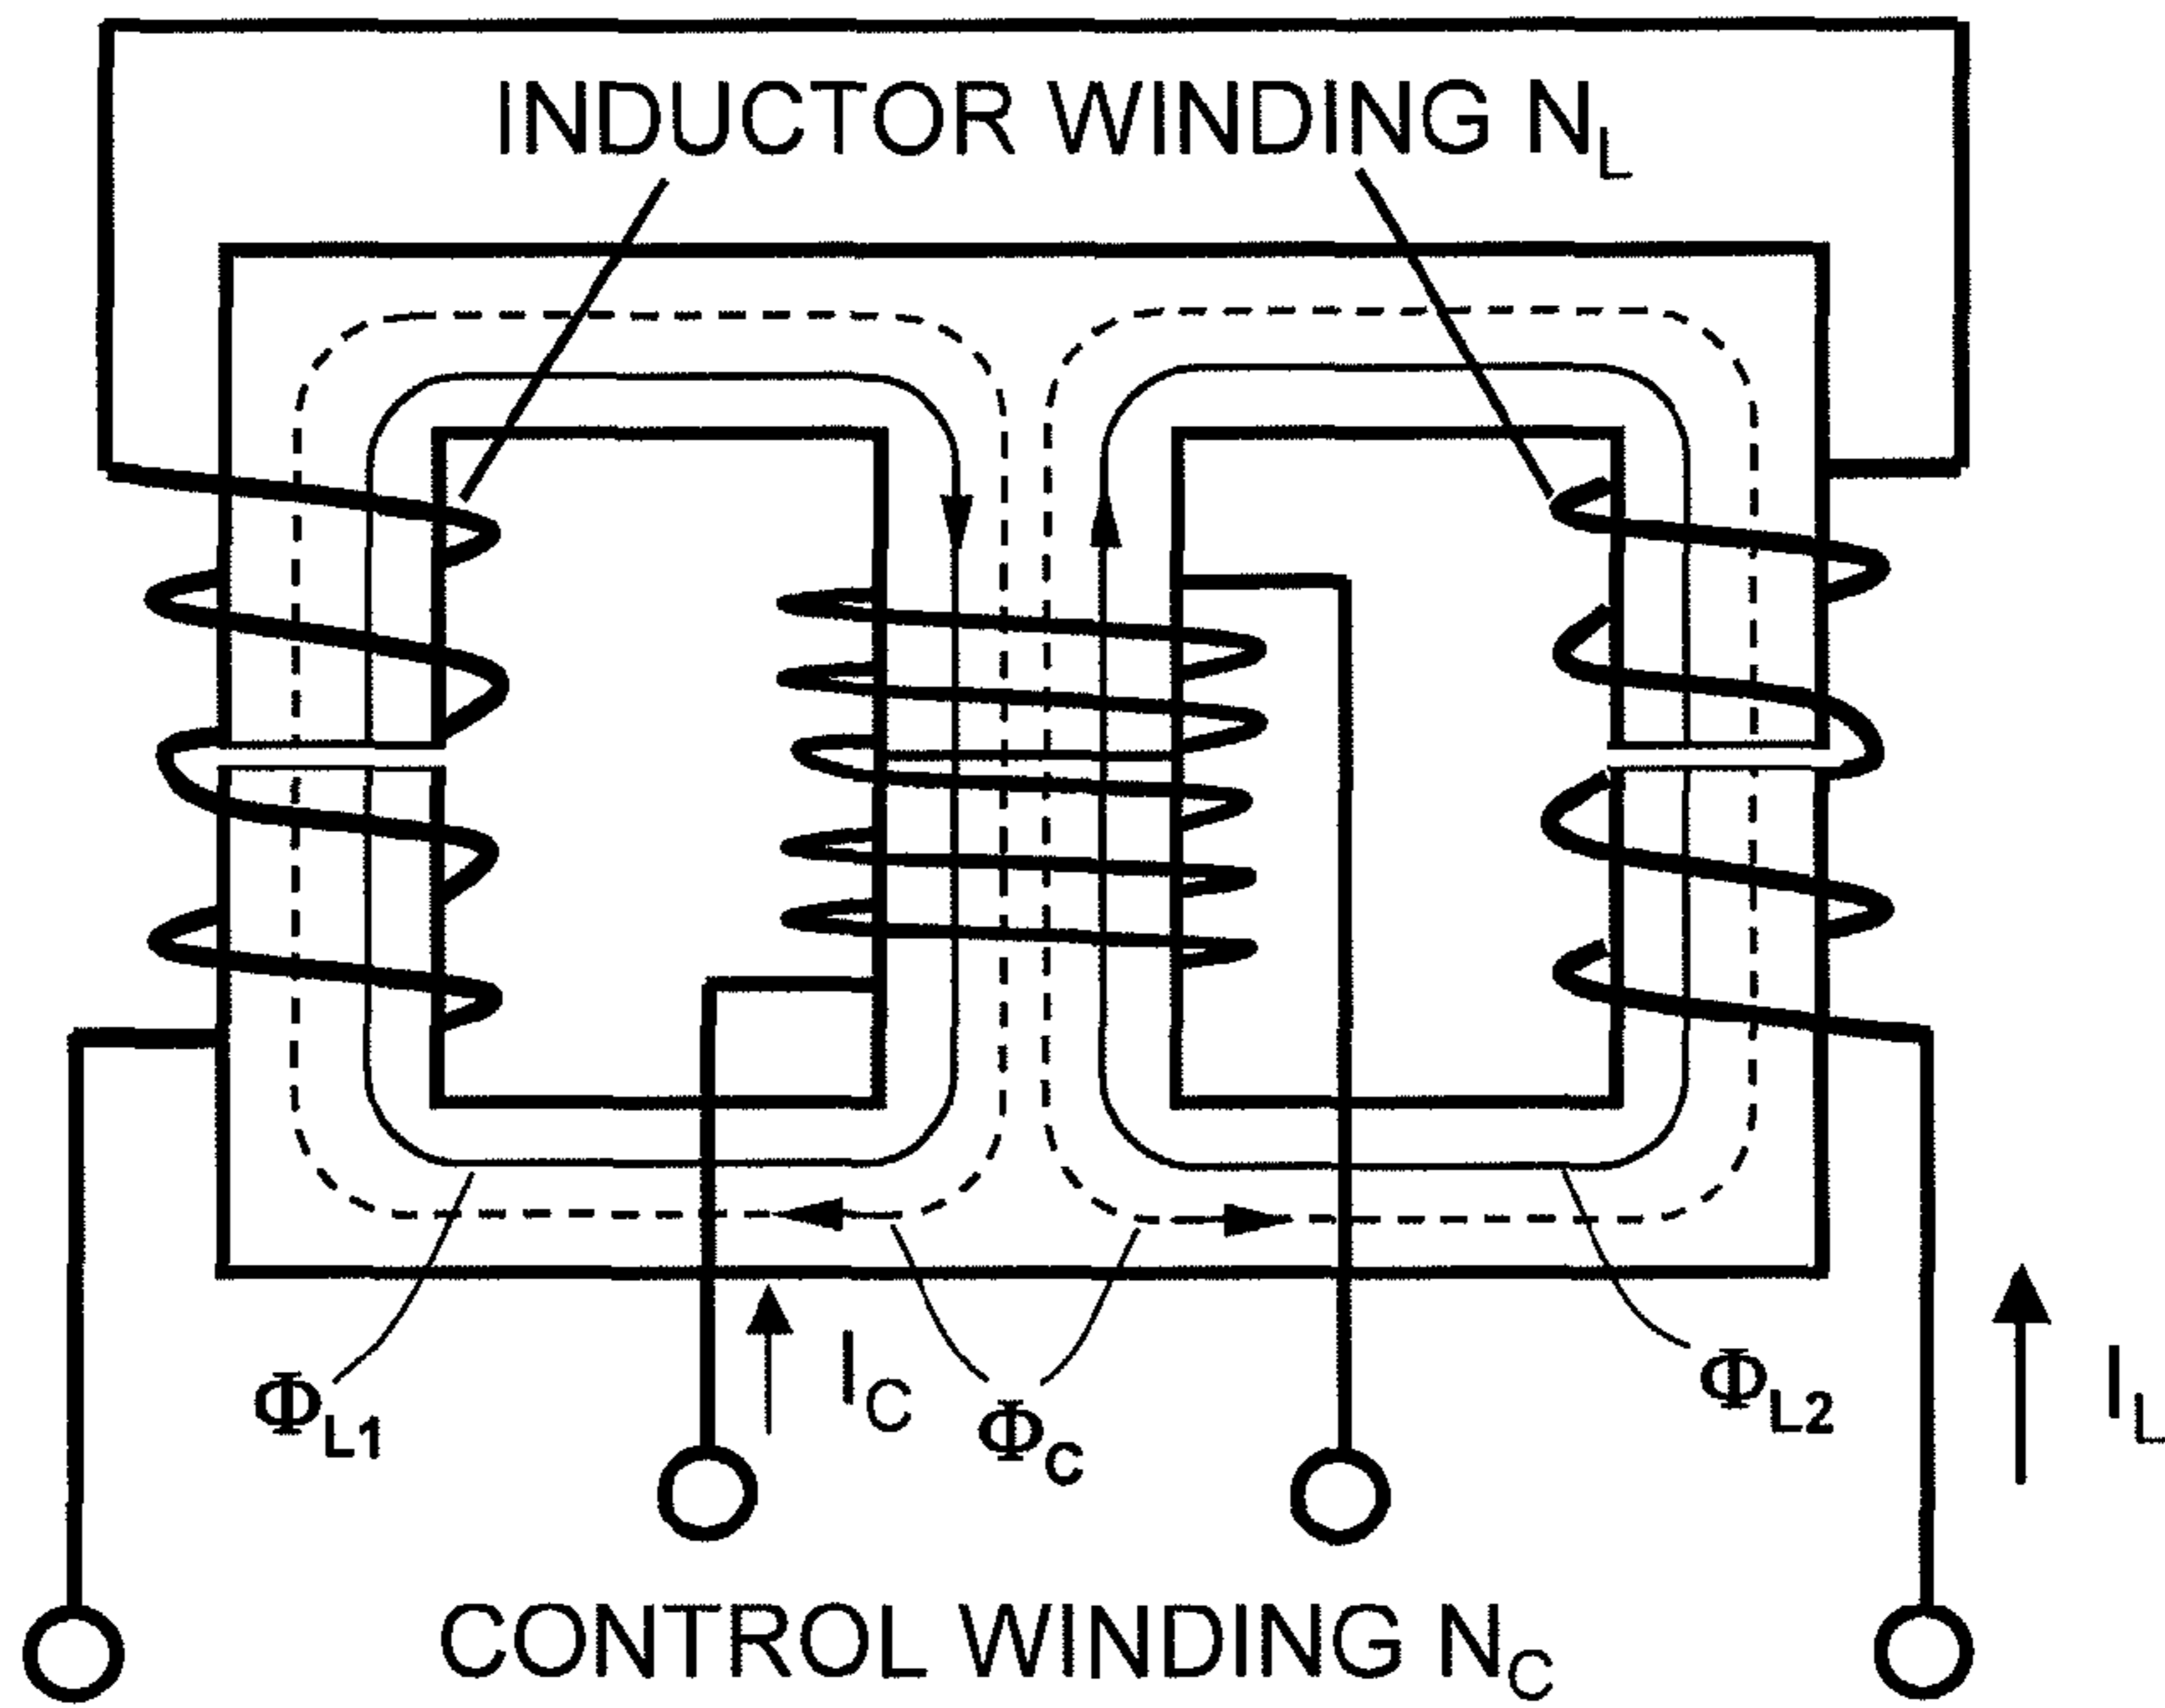 INDUCTOR WINDING N_L
Φ_L1
I_C
Φ_C
Φ_L2
I_L
CONTROL WINDING N_C